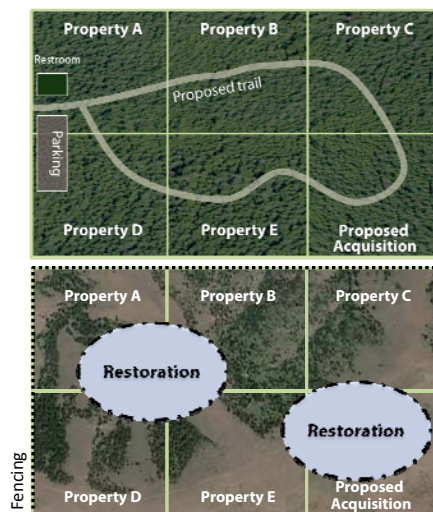 Property A Property B Property C
Restroom
Proposed trail
Parking
Property D Property E Proposed
Acquisition
Property A Property B Property C
Restoration
Restoration
Fencing
Property D Property E Proposed
Acquisition